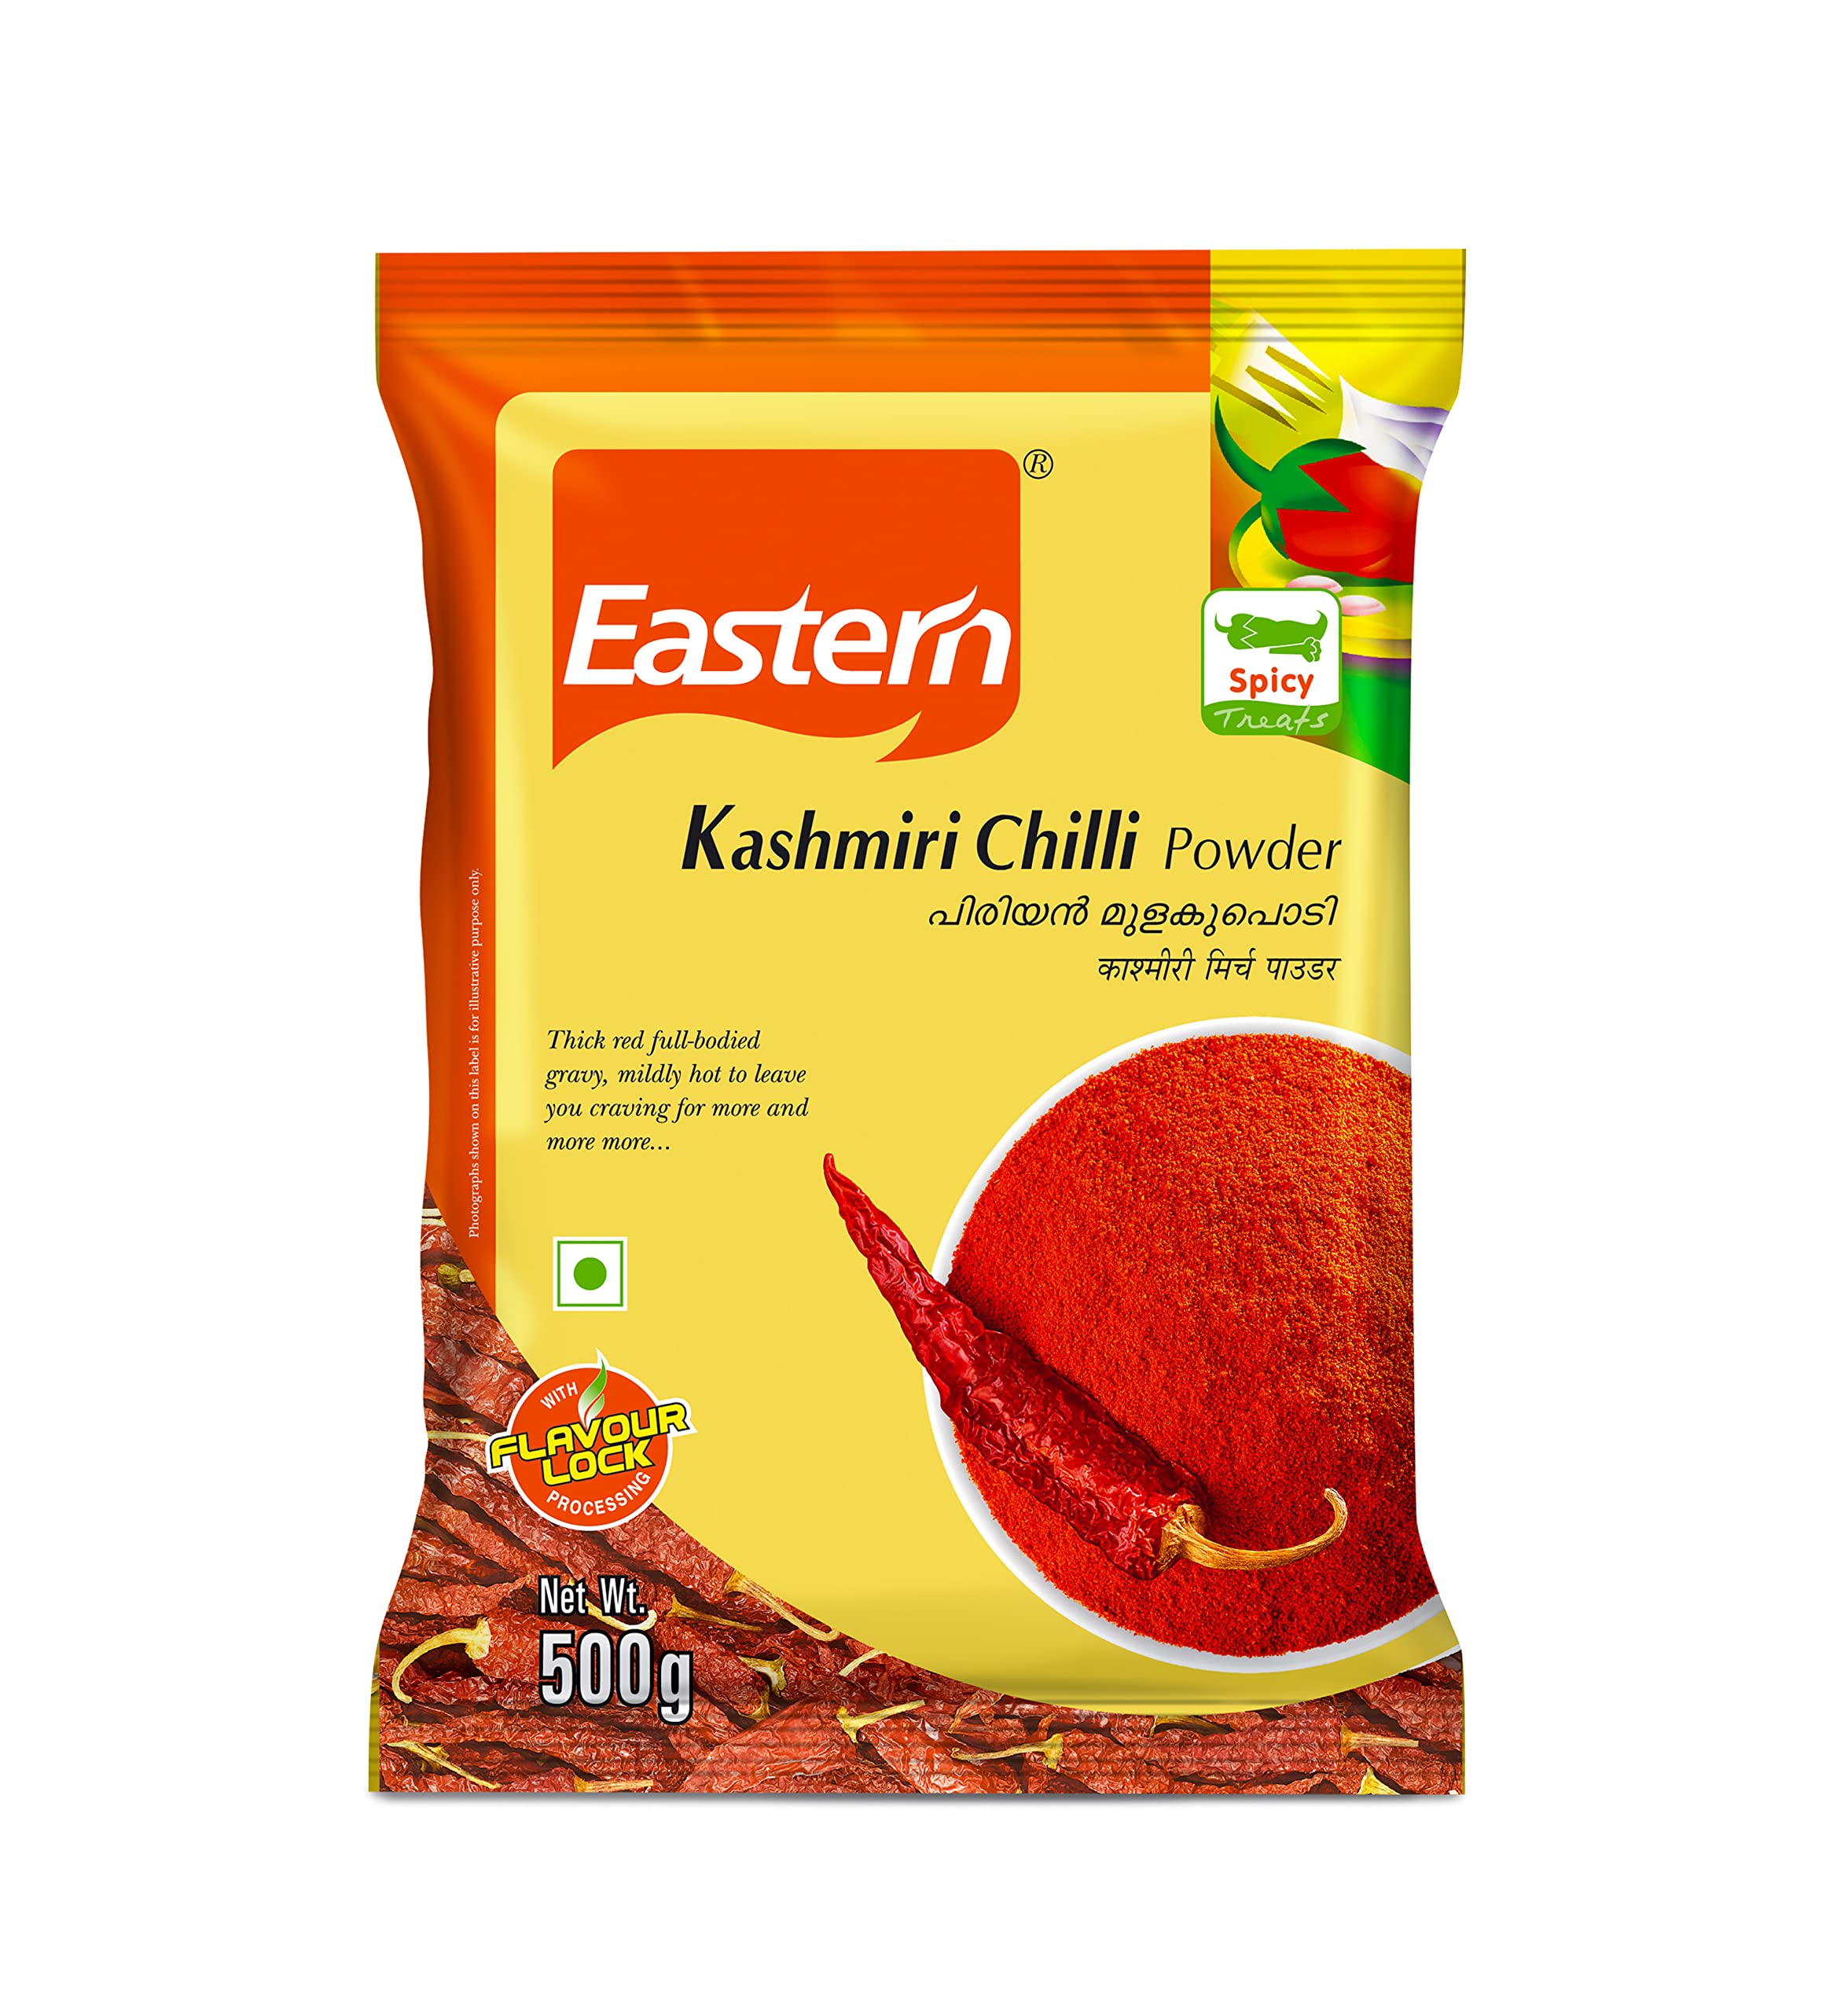 Eastern®
Spicy
Treats
Kashmiri Chilli Powder
പിരിയൻ മുളകുപൊടി
काश्मीरी मिर्च पाउडर
Thick red full-bodied
gravy, mildly hot to leave
you craving for more and
more more...
Photographs shown on this label is for illustrative purpose only.
WITH
FLAVOUR
LOCK
PROCESSING
Net Wt.
500g